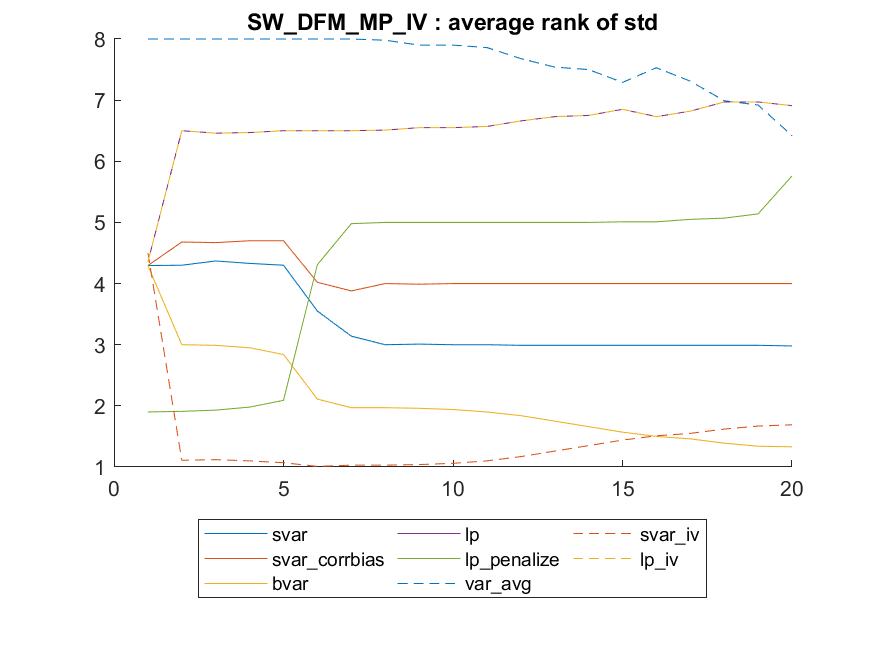 SW_DFM_MP_IV : average rank of std
8
7
6
5
4
3
2
1
0 5 10 15 20
svar lp svar_iv
svar_corrbias lp_penalize lp_iv
bvar var_avg